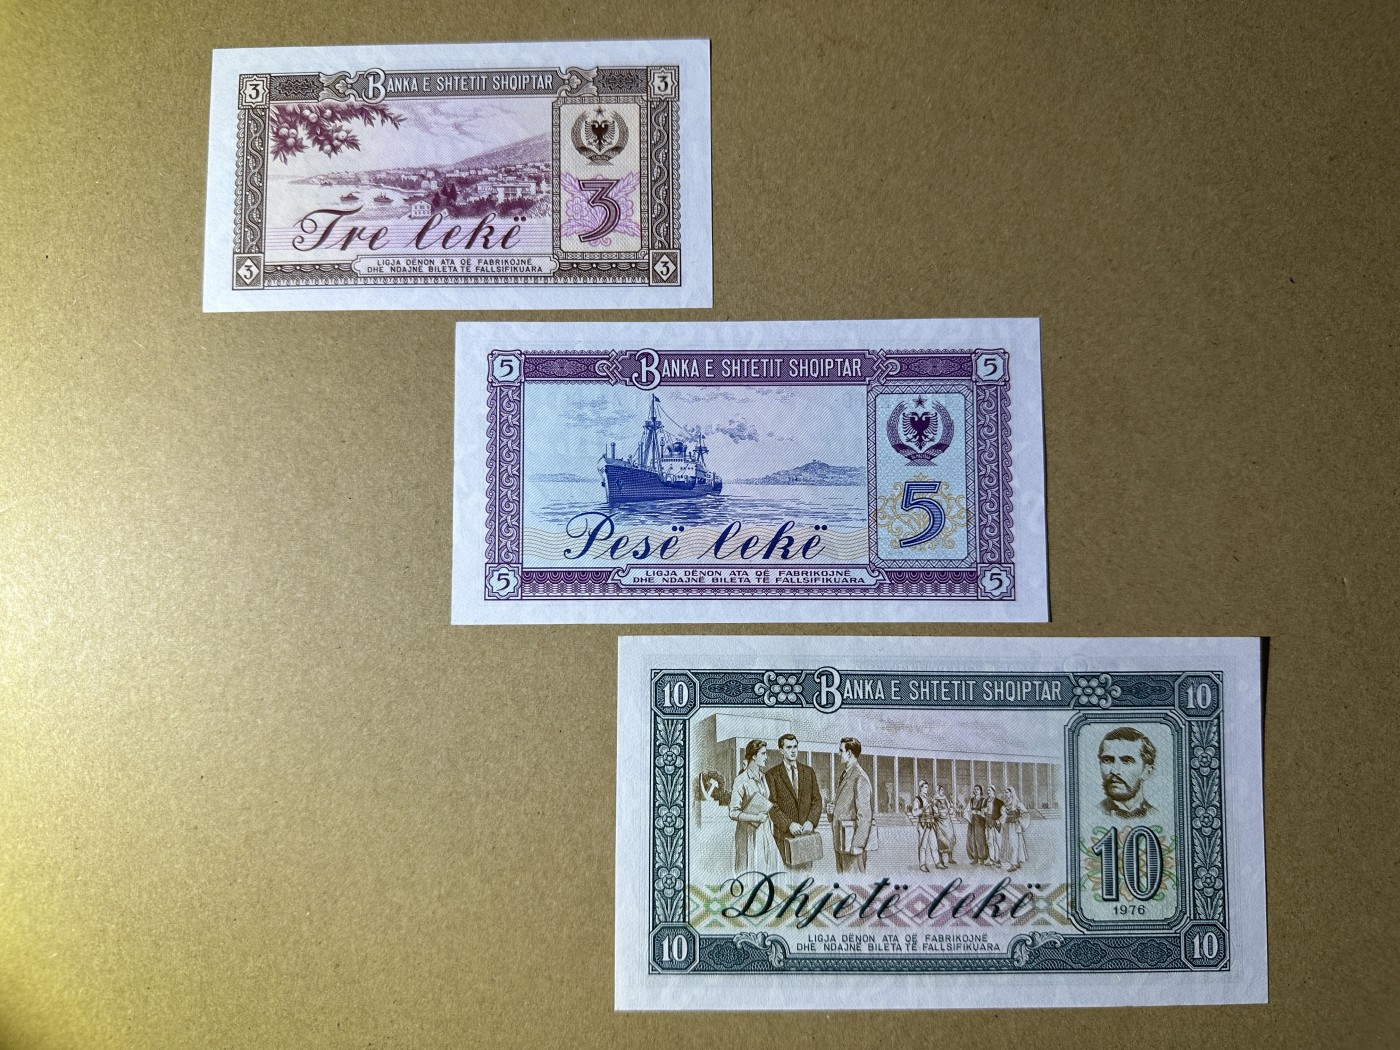 3 BANKA E SHTETIT SHQIPTAR 3
3
Tre lekë
LIGJA DËNON ATA QË FABRIKOJNË
DHE NDAJNË BILETA TË FALLSIFIKUARA
3 3
5 BANKA E SHTETIT SHQIPTAR 5
5
Pesë lekë
LIGJA DËNON ATA QË FABRIKOJNË
DHE NDAJNË BILETA TË FALLSIFIKUARA
5 5
10 BANKA E SHTETIT SHQIPTAR 10
10
Dhjetë lekë
1976
LIGJA DËNON ATA QË FABRIKOJNË
DHE NDAJNË BILETA TË FALLSIFIKUARA
10 10